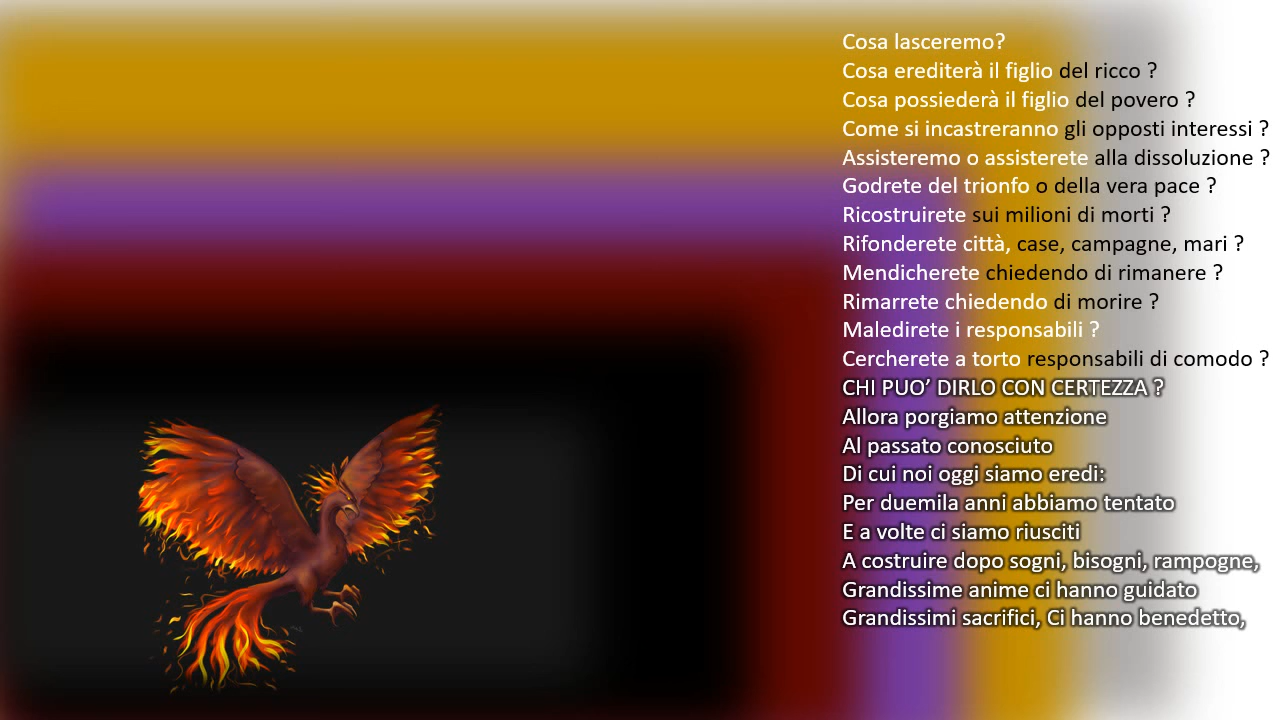 Cosa lasceremo?
Cosa erediterà il figlio del ricco ?
Cosa possiederà il figlio del povero ?
Come si incastreranno gli opposti interessi ?
Assisteremo o assisterete alla dissoluzione ?
Godrete del trionfo o della vera pace ?
Ricostruirete sui milioni di morti ?
Rifonderete città, case, campagne, mari ?
Mendicherete chiedendo di rimanere ?
Rimarrete chiedendo di morire ?
Maledirete i responsabili ?
Cercherete a torto responsabili di comodo ?
CHI PUO’ DIRLO CON CERTEZZA ?
Allora porgiamo attenzione
Al passato conosciuto
Di cui noi oggi siamo eredi:
Per duemila anni abbiamo tentato
E a volte ci siamo riusciti
A costruire dopo sogni, bisogni, rampogne,
Grandissime anime ci hanno guidato
Grandissimi sacrifici, Ci hanno benedetto,